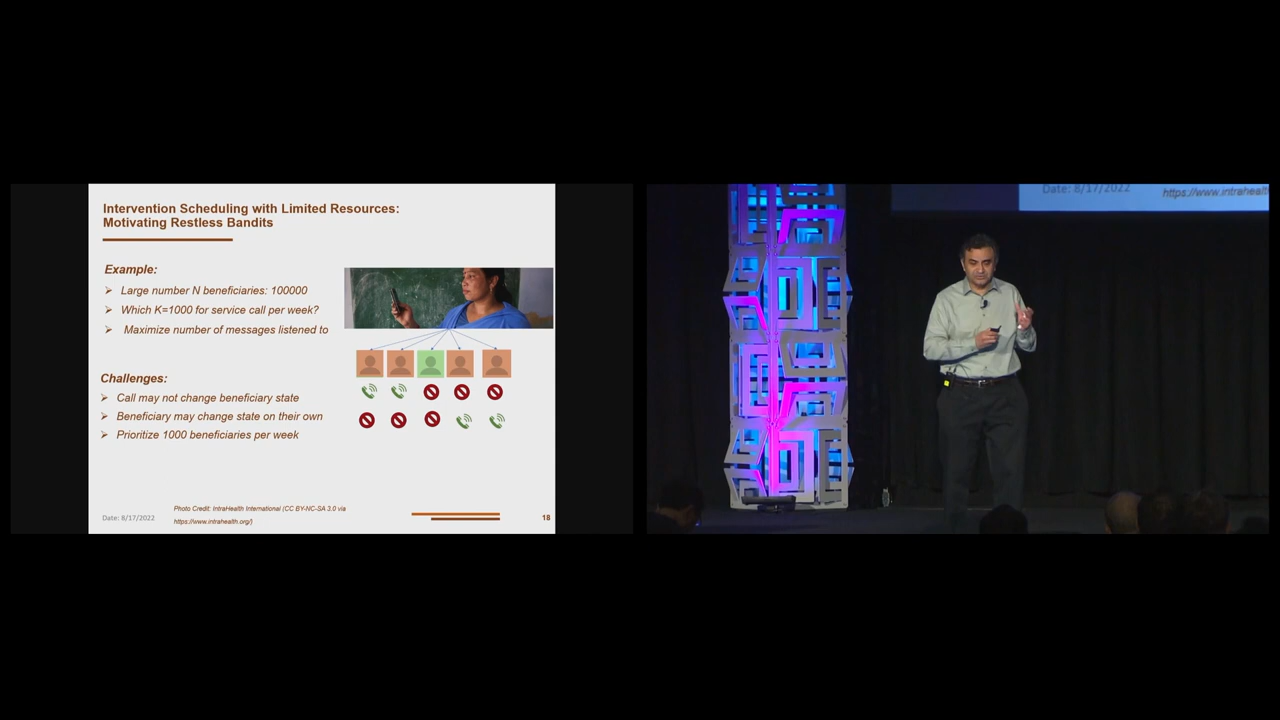 Intervention Scheduling with Limited Resources:
Motivating Restless Bandits
Example:
Large number N beneficiaries: 100000
Which K=1000 for service call per week?
Maximize number of messages listened to
Challenges:
Call may not change beneficiary state
Beneficiary may change state on their own
Prioritize 1000 beneficiaries per week
Photo Credit: IntraHealth International (CC BY-NC-SA 3.0 via
https://www.intrahealth.org/)
Date: 8/17/2022
18
Date: 8/17/2022
https://www.intrahealt